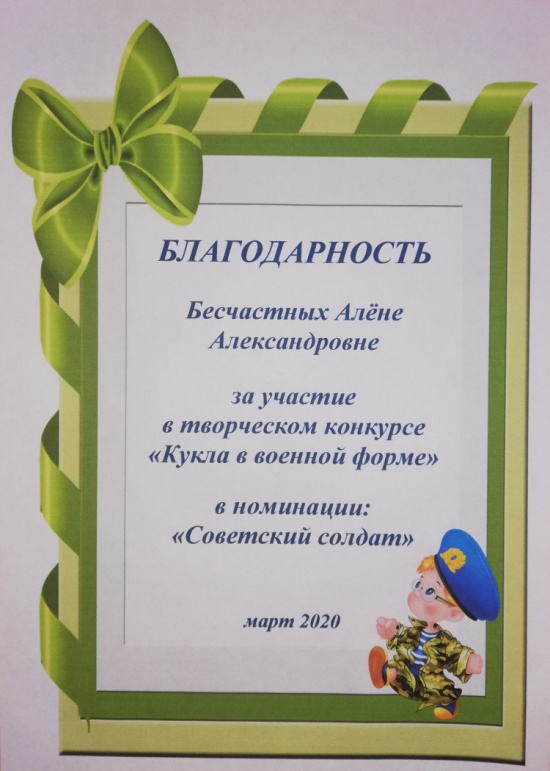 БЛАГОДАРНОСТЬ
Бесчастных Алёне
Александровне
за участие
в творческом конкурсе
«Кукла в военной форме»
в номинации:
«Советский солдат»
март 2020